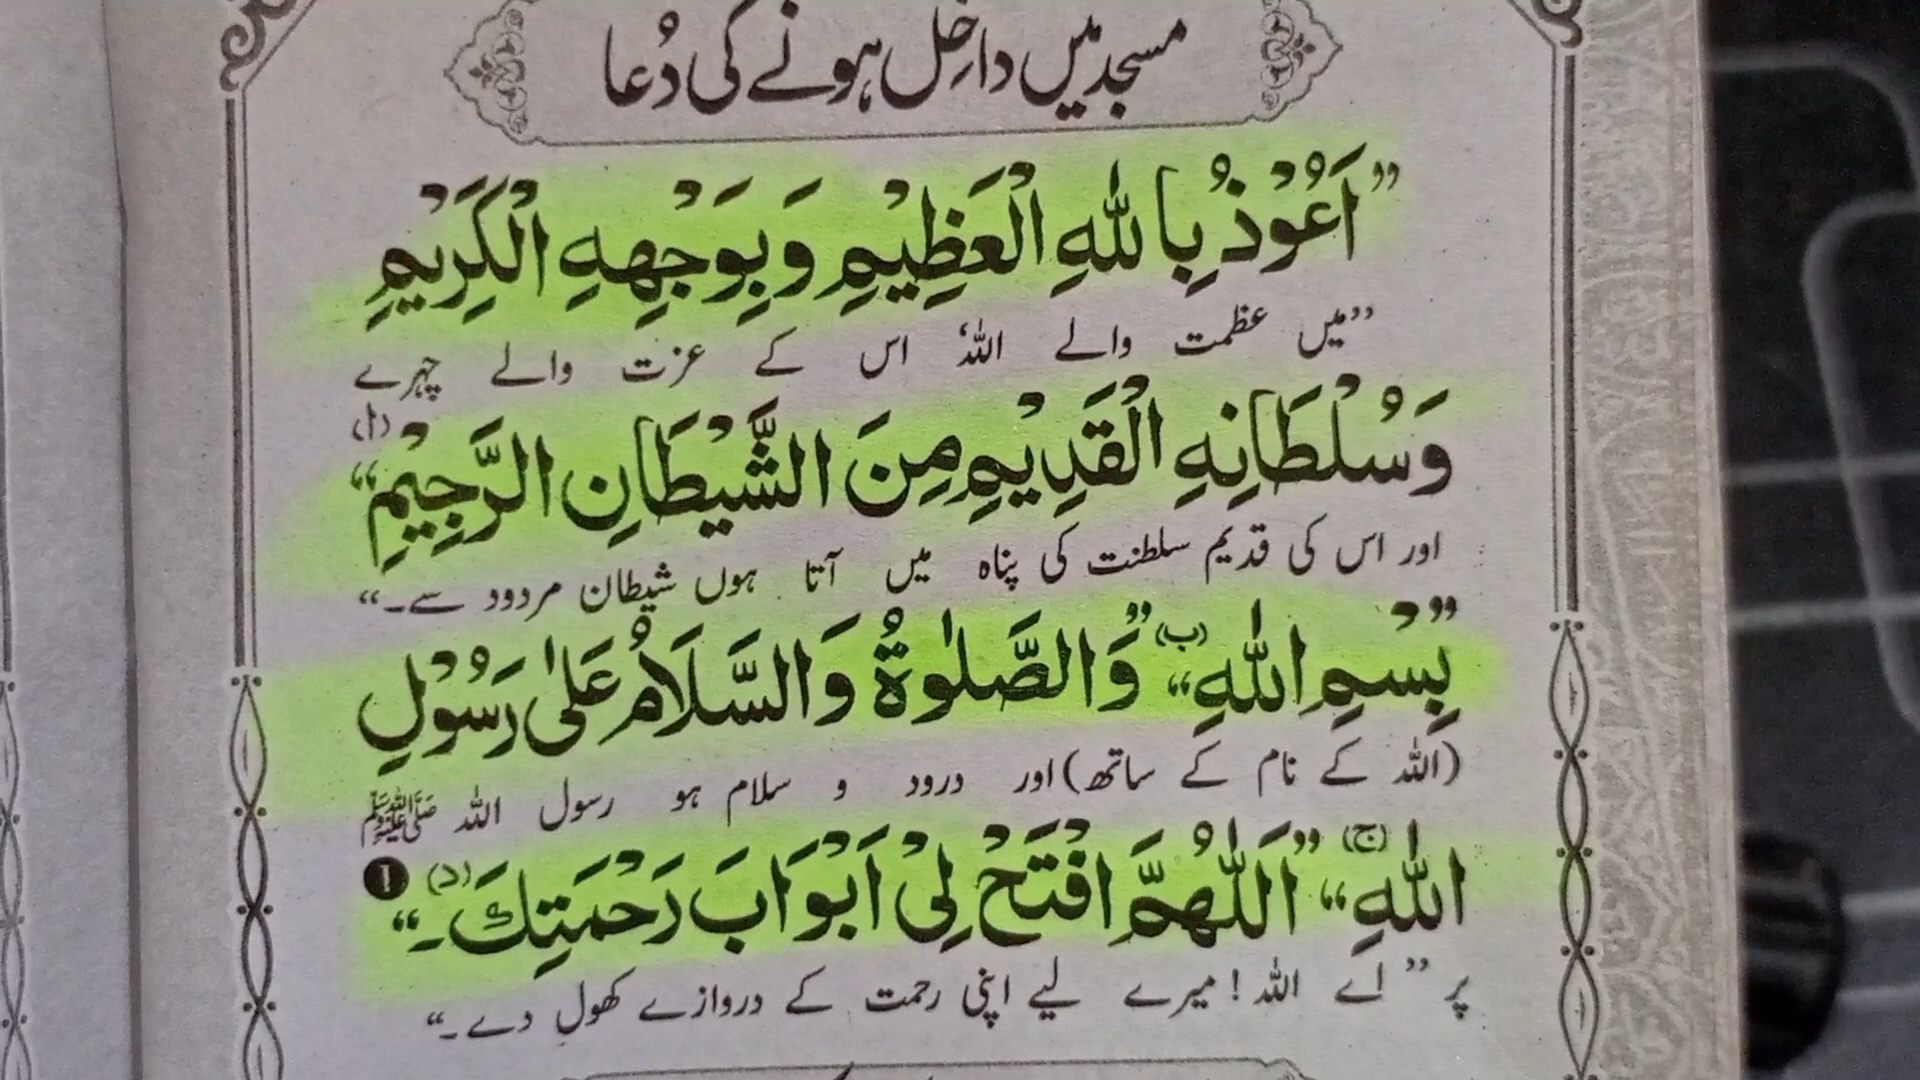 مسجد میں داخِل ہونے کی دُعا
”اَعُوْذُ بِاللّٰهِ الْعَظِیْمِ وَبِوَجْهِهِ الْكَرِیْمِ
”میں عظمت والے اللہ‘ اس کے عزت والے چہرے
وَسُلْطَانِهِ الْقَدِیْمِ مِنَ الشَّیْطَانِ الرَّجِیْمِ“ (ا)
اور اس کی قدیم سلطنت کی پناہ میں آتا ہوں شیطان مردود سے۔“
”بِسْمِ اللّٰهِ“ (ب) ”وَالصَّلٰوةُ وَالسَّلَامُ عَلٰى رَسُوْلِ
(اللہ کے نام کے ساتھ) اور درود و سلام ہو رسول اللہ ﷺ
اللّٰهِ“ (ج) ”اَللّٰهُمَّ افْتَحْ لِیْ اَبْوَابَ رَحْمَتِكَ۔“ (د) ❶
پر ”اے اللہ! میرے لیے اپنی رحمت کے دروازے کھول دے۔“